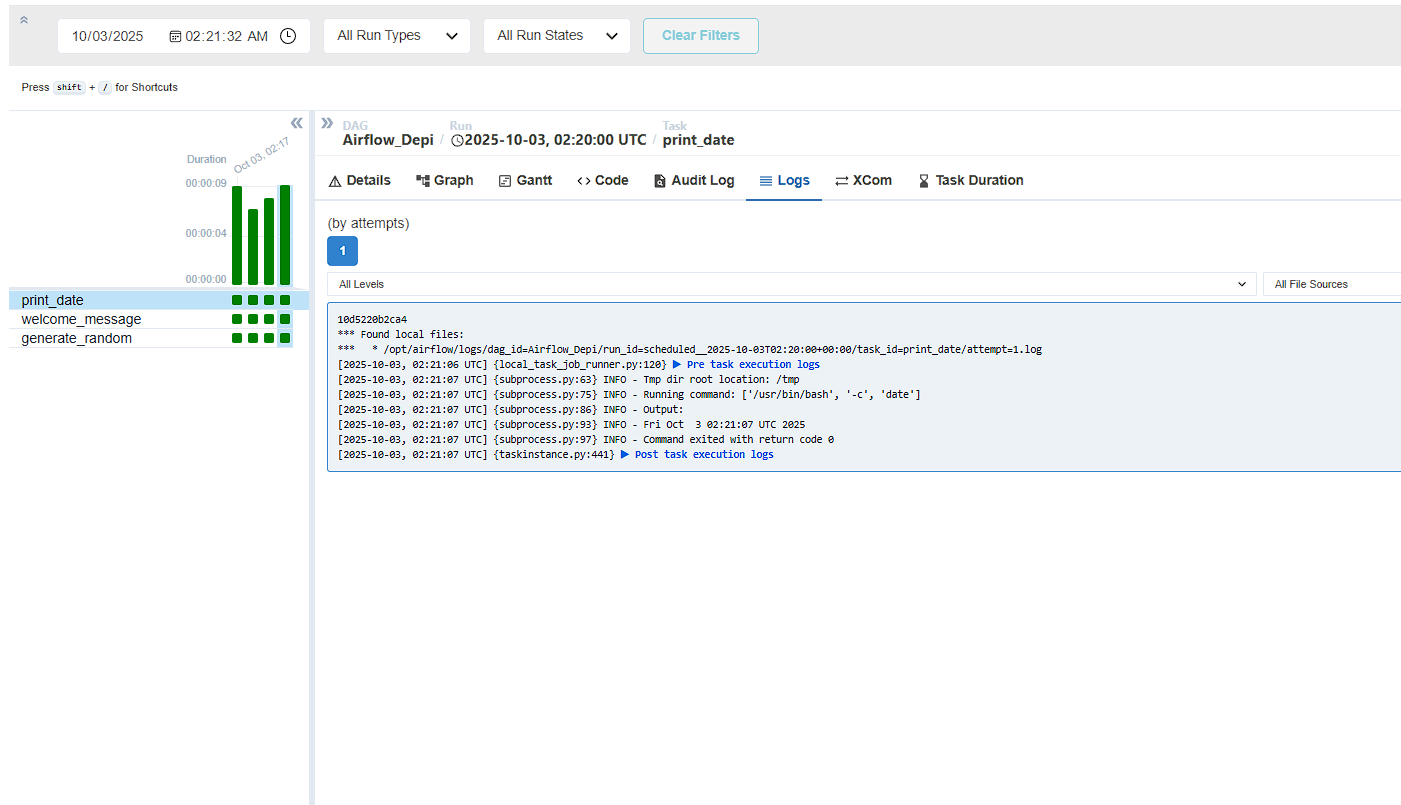 10/03/2025 02:21:32 AM All Run Types All Run States Clear Filters
Press shift + / for Shortcuts
DAG Run Task
Airflow_Depi / 2025-10-03, 02:20:00 UTC / print_date
Oct 03, 02:17
Duration
00:00:09
00:00:04
00:00:00
print_date
welcome_message
generate_random
Details Graph Gantt Code Audit Log Logs XCom Task Duration
(by attempts)
1
All Levels All File Sources
10d5220b2ca4
*** Found local files:
***   * /opt/airflow/logs/dag_id=Airflow_Depi/run_id=scheduled__2025-10-03T02:20:00+00:00/task_id=print_date/attempt=1.log
[2025-10-03, 02:21:06 UTC] {local_task_job_runner.py:120} ▶ Pre task execution logs
[2025-10-03, 02:21:07 UTC] {subprocess.py:63} INFO - Tmp dir root location: /tmp
[2025-10-03, 02:21:07 UTC] {subprocess.py:75} INFO - Running command: ['/usr/bin/bash', '-c', 'date']
[2025-10-03, 02:21:07 UTC] {subprocess.py:86} INFO - Output:
[2025-10-03, 02:21:07 UTC] {subprocess.py:93} INFO - Fri Oct  3 02:21:07 UTC 2025
[2025-10-03, 02:21:07 UTC] {subprocess.py:97} INFO - Command exited with return code 0
[2025-10-03, 02:21:07 UTC] {taskinstance.py:441} ▶ Post task execution logs